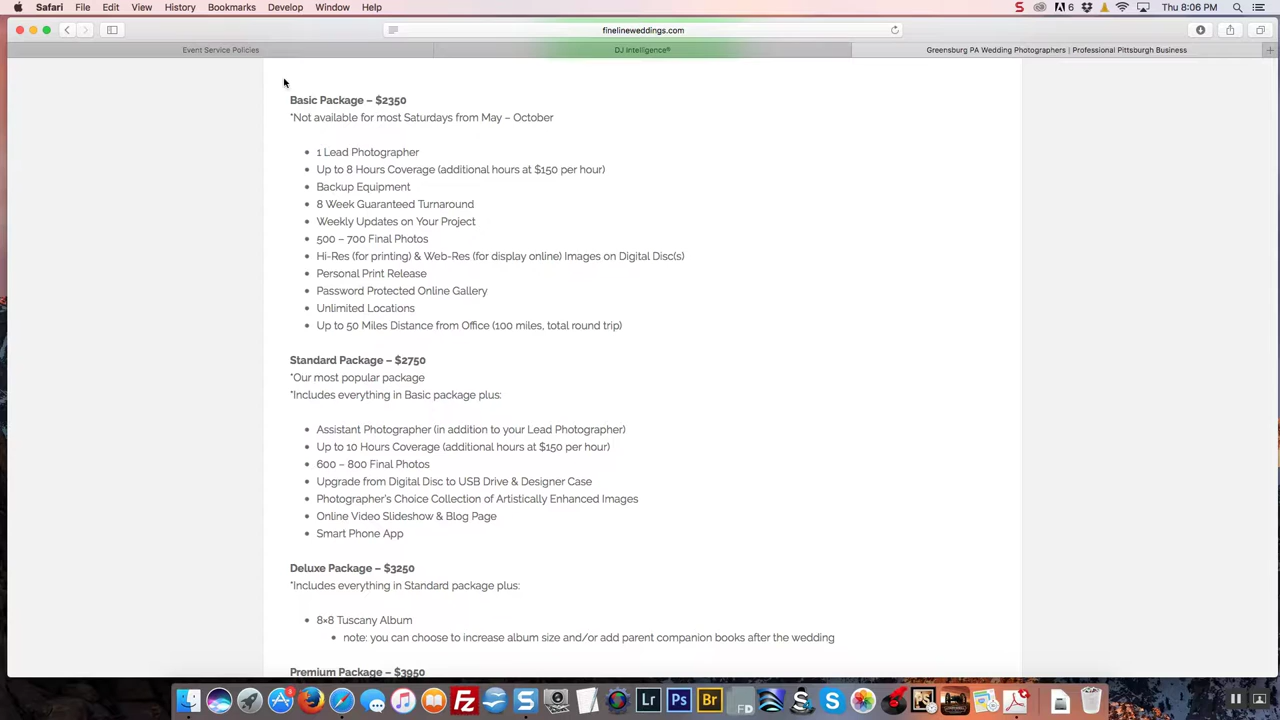 Safari File Edit View History Bookmarks Develop Window Help 6 Thu 8:06 PM
finelineweddings.com
Event Service Policies DJ Intelligence® Greensburg PA Wedding Photographers | Professional Pittsburgh Business
Basic Package – $2350
*Not available for most Saturdays from May – October
• 1 Lead Photographer
• Up to 8 Hours Coverage (additional hours at $150 per hour)
• Backup Equipment
• 8 Week Guaranteed Turnaround
• Weekly Updates on Your Project
• 500 – 700 Final Photos
• Hi-Res (for printing) & Web-Res (for display online) Images on Digital Disc(s)
• Personal Print Release
• Password Protected Online Gallery
• Unlimited Locations
• Up to 50 Miles Distance from Office (100 miles, total round trip)
Standard Package – $2750
*Our most popular package
*Includes everything in Basic package plus:
• Assistant Photographer (in addition to your Lead Photographer)
• Up to 10 Hours Coverage (additional hours at $150 per hour)
• 600 – 800 Final Photos
• Upgrade from Digital Disc to USB Drive & Designer Case
• Photographer's Choice Collection of Artistically Enhanced Images
• Online Video Slideshow & Blog Page
• Smart Phone App
Deluxe Package – $3250
*Includes everything in Standard package plus:
• 8×8 Tuscany Album
• note: you can choose to increase album size and/or add parent companion books after the wedding
Premium Package – $3950
Fz S Lr Ps Br FD S S